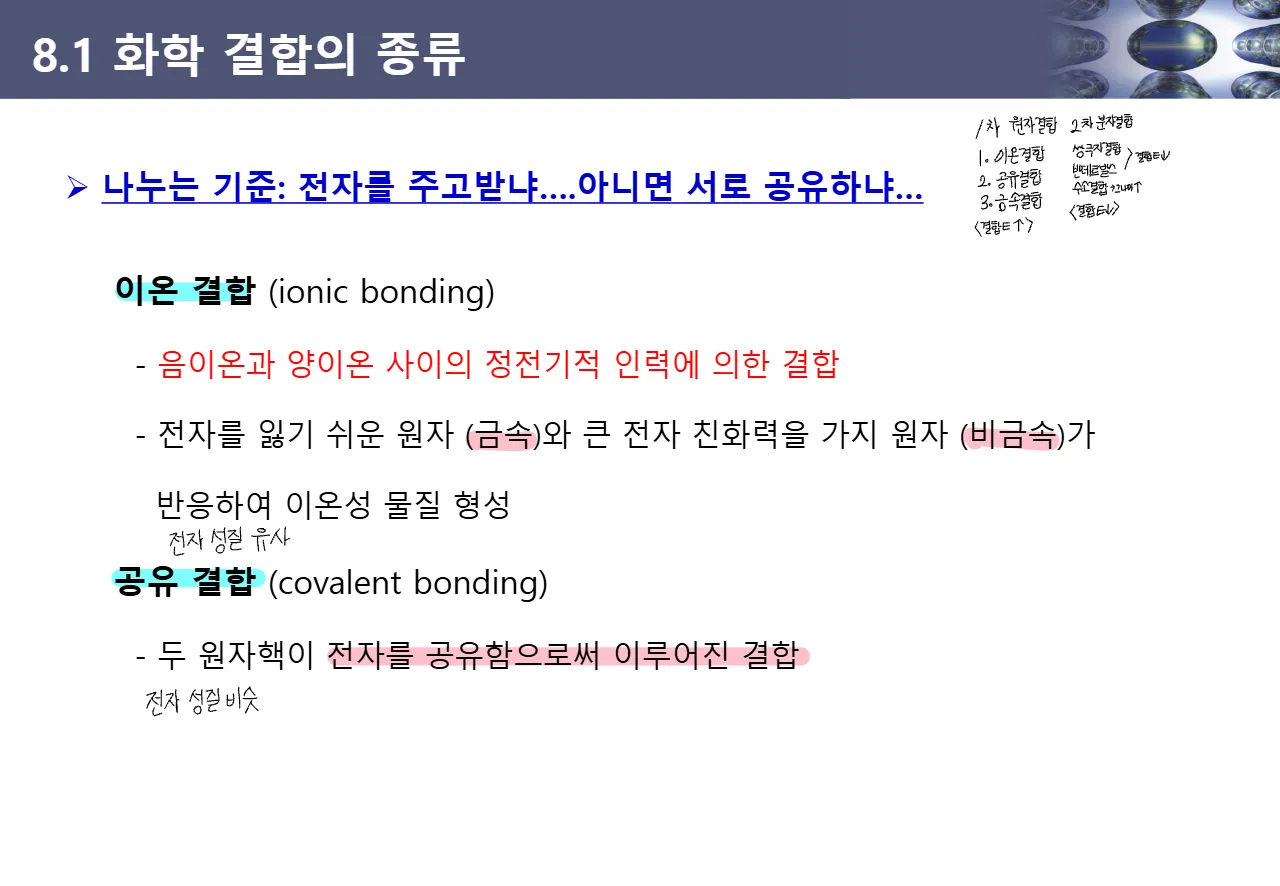 8.1 화학 결합의 종류
1차 원자결합 2차 분자결합
1. 이온결합 쌍극자결합
2. 공유결합 반데르발스 > 결합E↓
3. 금속결합 수소결합
<결합E↑> <결합E↓>
➢ 나누는 기준: 전자를 주고받냐....아니면 서로 공유하냐...
이온 결합 (ionic bonding)
- 음이온과 양이온 사이의 정전기적 인력에 의한 결합
- 전자를 잃기 쉬운 원자 (금속)와 큰 전자 친화력을 가지 원자 (비금속)가
반응하여 이온성 물질 형성
전자 성질 유사
공유 결합 (covalent bonding)
- 두 원자핵이 전자를 공유함으로써 이루어진 결합
전자 성질 비슷